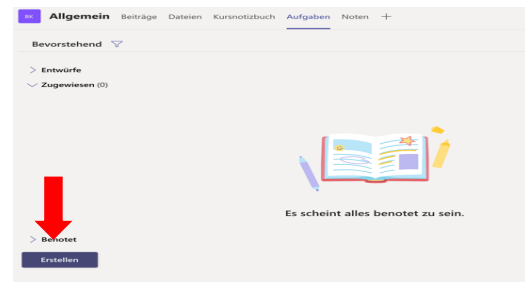 BK Allgemein Beiträge Dateien Kursnotizbuch Aufgaben Noten
Bevorstehend
Entwürfe
Zugewiesen (0)
Es scheint alles benotet zu sein.
Benotet
Erstellen